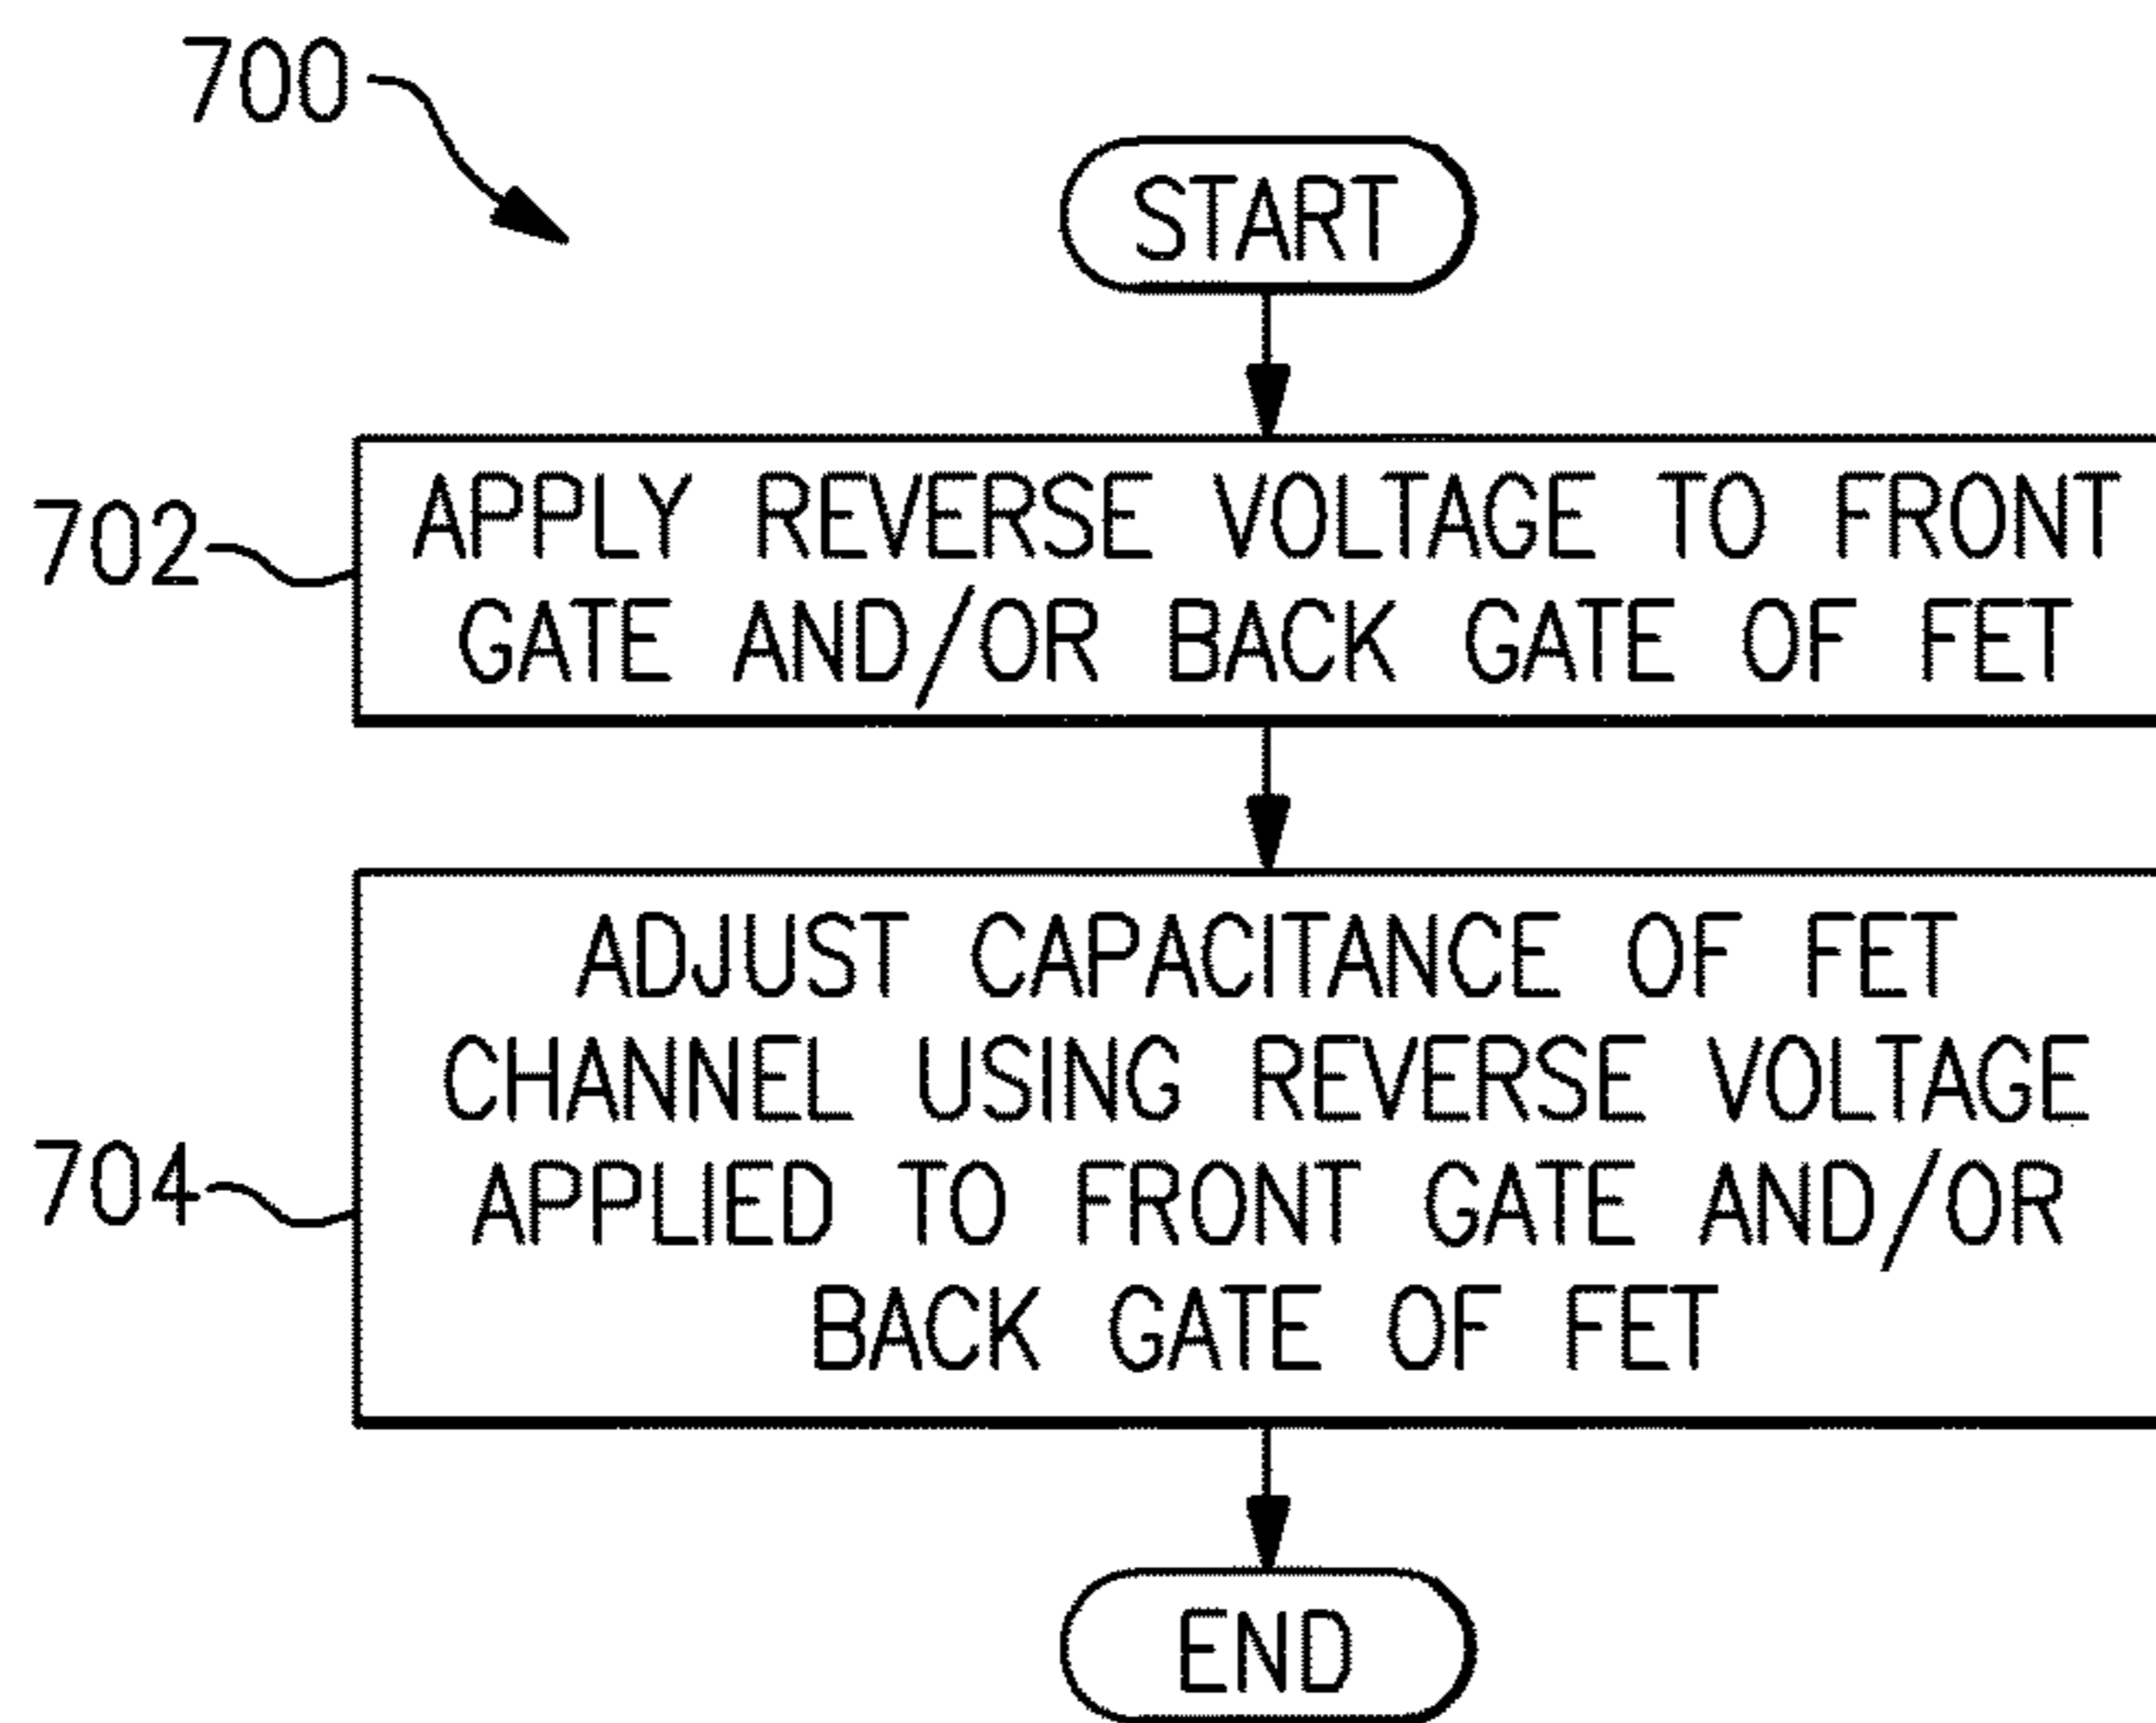 700
START
702
APPLY REVERSE VOLTAGE TO FRONT
GATE AND/OR BACK GATE OF FET
704
ADJUST CAPACITANCE OF FET
CHANNEL USING REVERSE VOLTAGE
APPLIED TO FRONT GATE AND/OR
BACK GATE OF FET
END